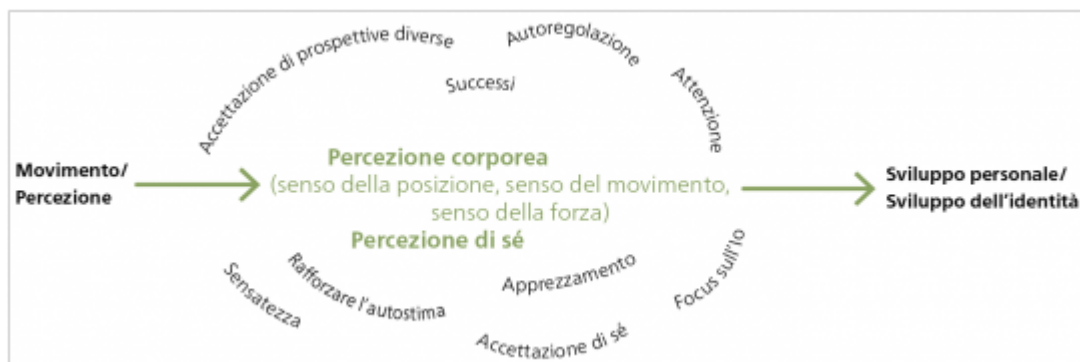 Accettazione di prospettive diverse
Autoregolazione
Successi
Attenzione
Movimento/
Percezione
Percezione corporea
(senso della posizione, senso del movimento,
senso della forza)
Percezione di sé
Sviluppo personale/
Sviluppo dell'identità
Sensatezza
Rafforzare l'autostima
Apprezzamento
Accettazione di sé
Focus sull'Io